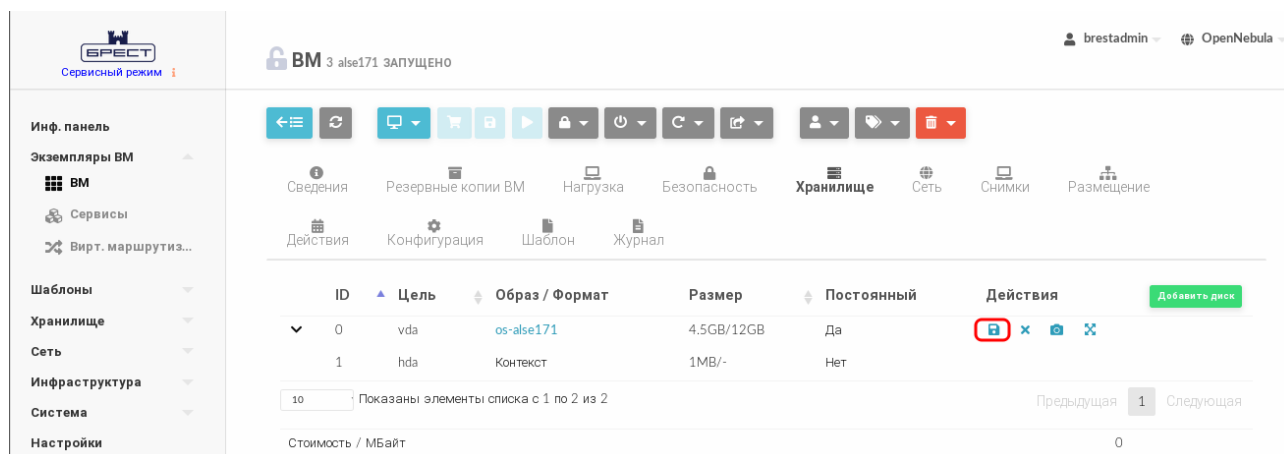 БРЕСТ
Сервисный режим i
ВМ 3 alse171 ЗАПУЩЕНО
brestadmin OpenNebula
Инф. панель
Экземпляры ВМ
ВМ
Сервисы
Вирт. маршрутиз...
Шаблоны
Хранилище
Сеть
Инфраструктура
Система
Настройки
Сведения Резервные копии ВМ Нагрузка Безопасность Хранилище Сеть Снимки Размещение
Действия Конфигурация Шаблон Журнал
ID Цель Образ / Формат Размер Постоянный Действия Добавить диск
0 vda os-alse171 4.5GB/12GB Да
1 hda Контекст 1MB/- Нет
10 Показаны элементы списка с 1 по 2 из 2 Предыдущая 1 Следующая
Стоимость / МБайт 0